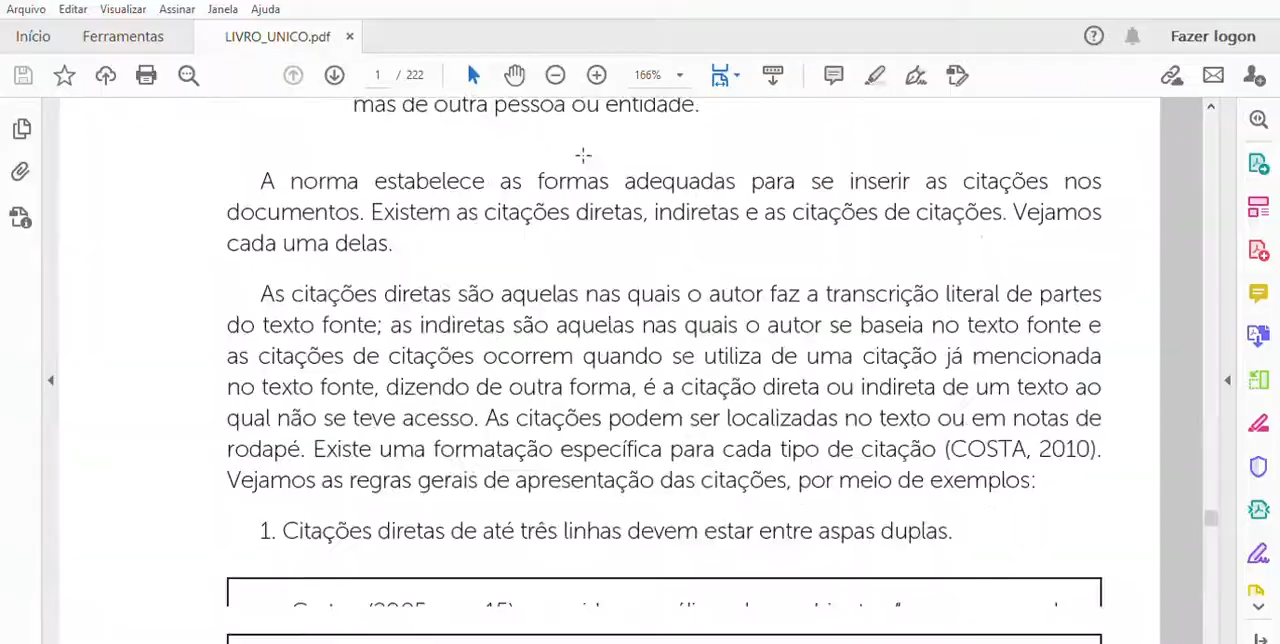 Arquivo Editar Visualizar Assinar Janela Ajuda
Início Ferramentas LIVRO_UNICO.pdf × Fazer logon
1 / 222 166%
mas de outra pessoa ou entidade.
A norma estabelece as formas adequadas para se inserir as citações nos
documentos. Existem as citações diretas, indiretas e as citações de citações. Vejamos
cada uma delas.
As citações diretas são aquelas nas quais o autor faz a transcrição literal de partes
do texto fonte; as indiretas são aquelas nas quais o autor se baseia no texto fonte e
as citações de citações ocorrem quando se utiliza de uma citação já mencionada
no texto fonte, dizendo de outra forma, é a citação direta ou indireta de um texto ao
qual não se teve acesso. As citações podem ser localizadas no texto ou em notas de
rodapé. Existe uma formatação específica para cada tipo de citação (COSTA, 2010).
Vejamos as regras gerais de apresentação das citações, por meio de exemplos:
1. Citações diretas de até três linhas devem estar entre aspas duplas.